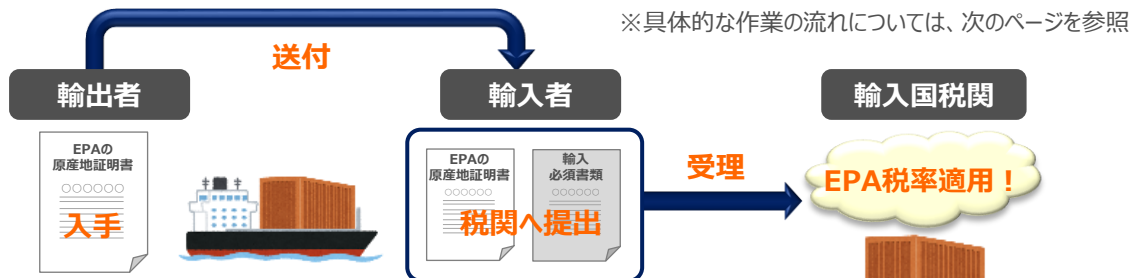 ※具体的な作業の流れについては、次のページを参照
送付
輸出者
輸入者
輸入国税関
EPAの
原産地証明書
○○○○○○
入手
EPAの
原産地証明書
○○○○○○
輸入
必須書類
○○○○○○
税関へ提出
受理
EPA税率適用！